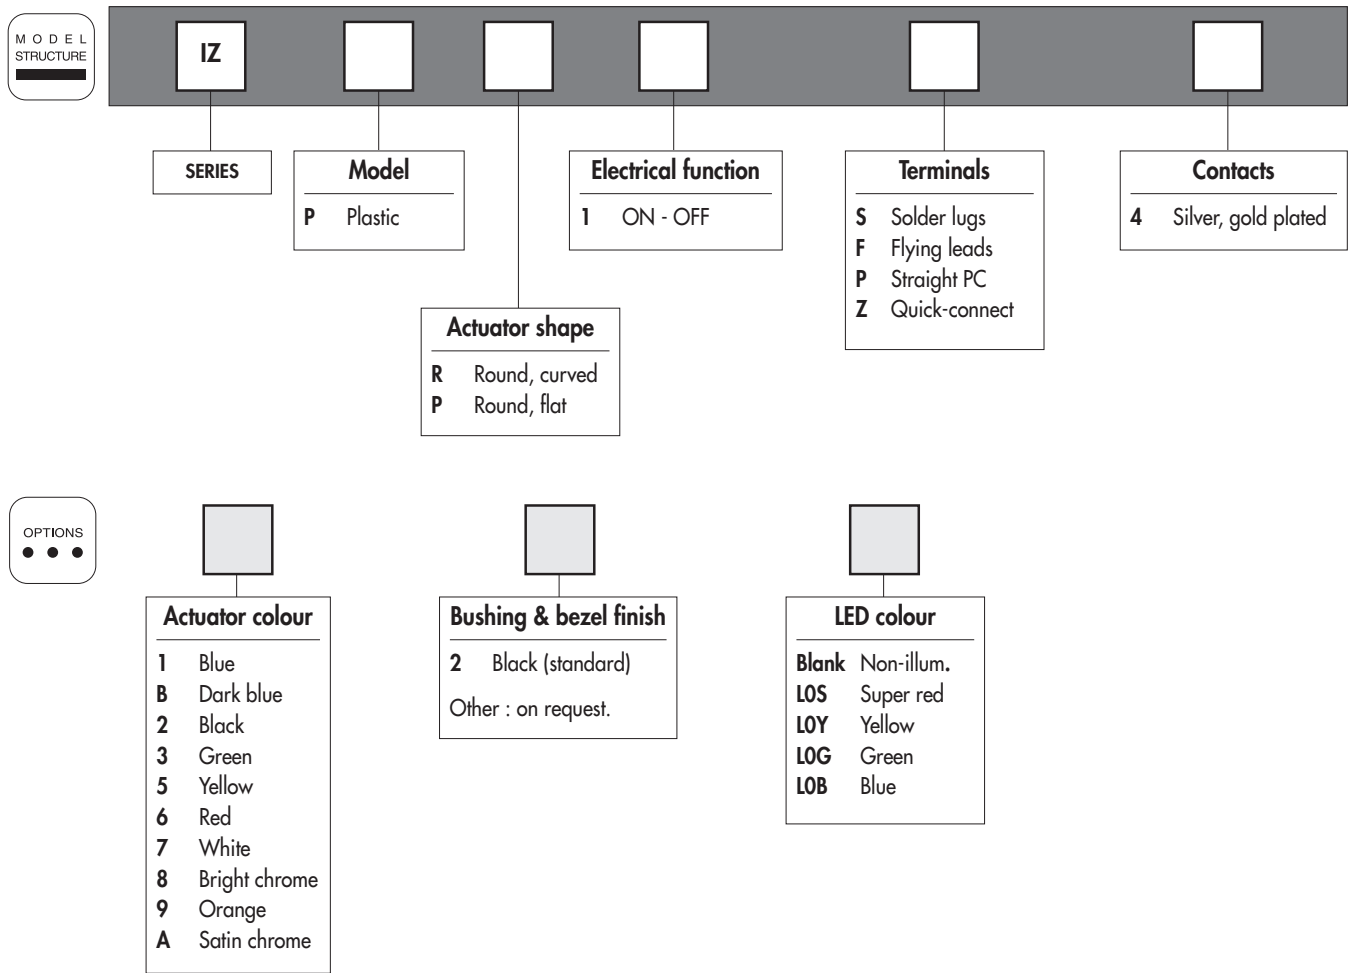 MODEL
STRUCTURE
IZ
SERIES
Model
P Plastic
Actuator shape
R Round, curved
P Round, flat
Electrical function
1 ON - OFF
Terminals
S Solder lugs
F Flying leads
P Straight PC
Z Quick-connect
Contacts
4 Silver, gold plated
OPTIONS
Actuator colour
1 Blue
B Dark blue
2 Black
3 Green
5 Yellow
6 Red
7 White
8 Bright chrome
9 Orange
A Satin chrome
Bushing & bezel finish
2 Black (standard)
Other : on request.
LED colour
Blank Non-illum.
L0S Super red
L0Y Yellow
L0G Green
L0B Blue